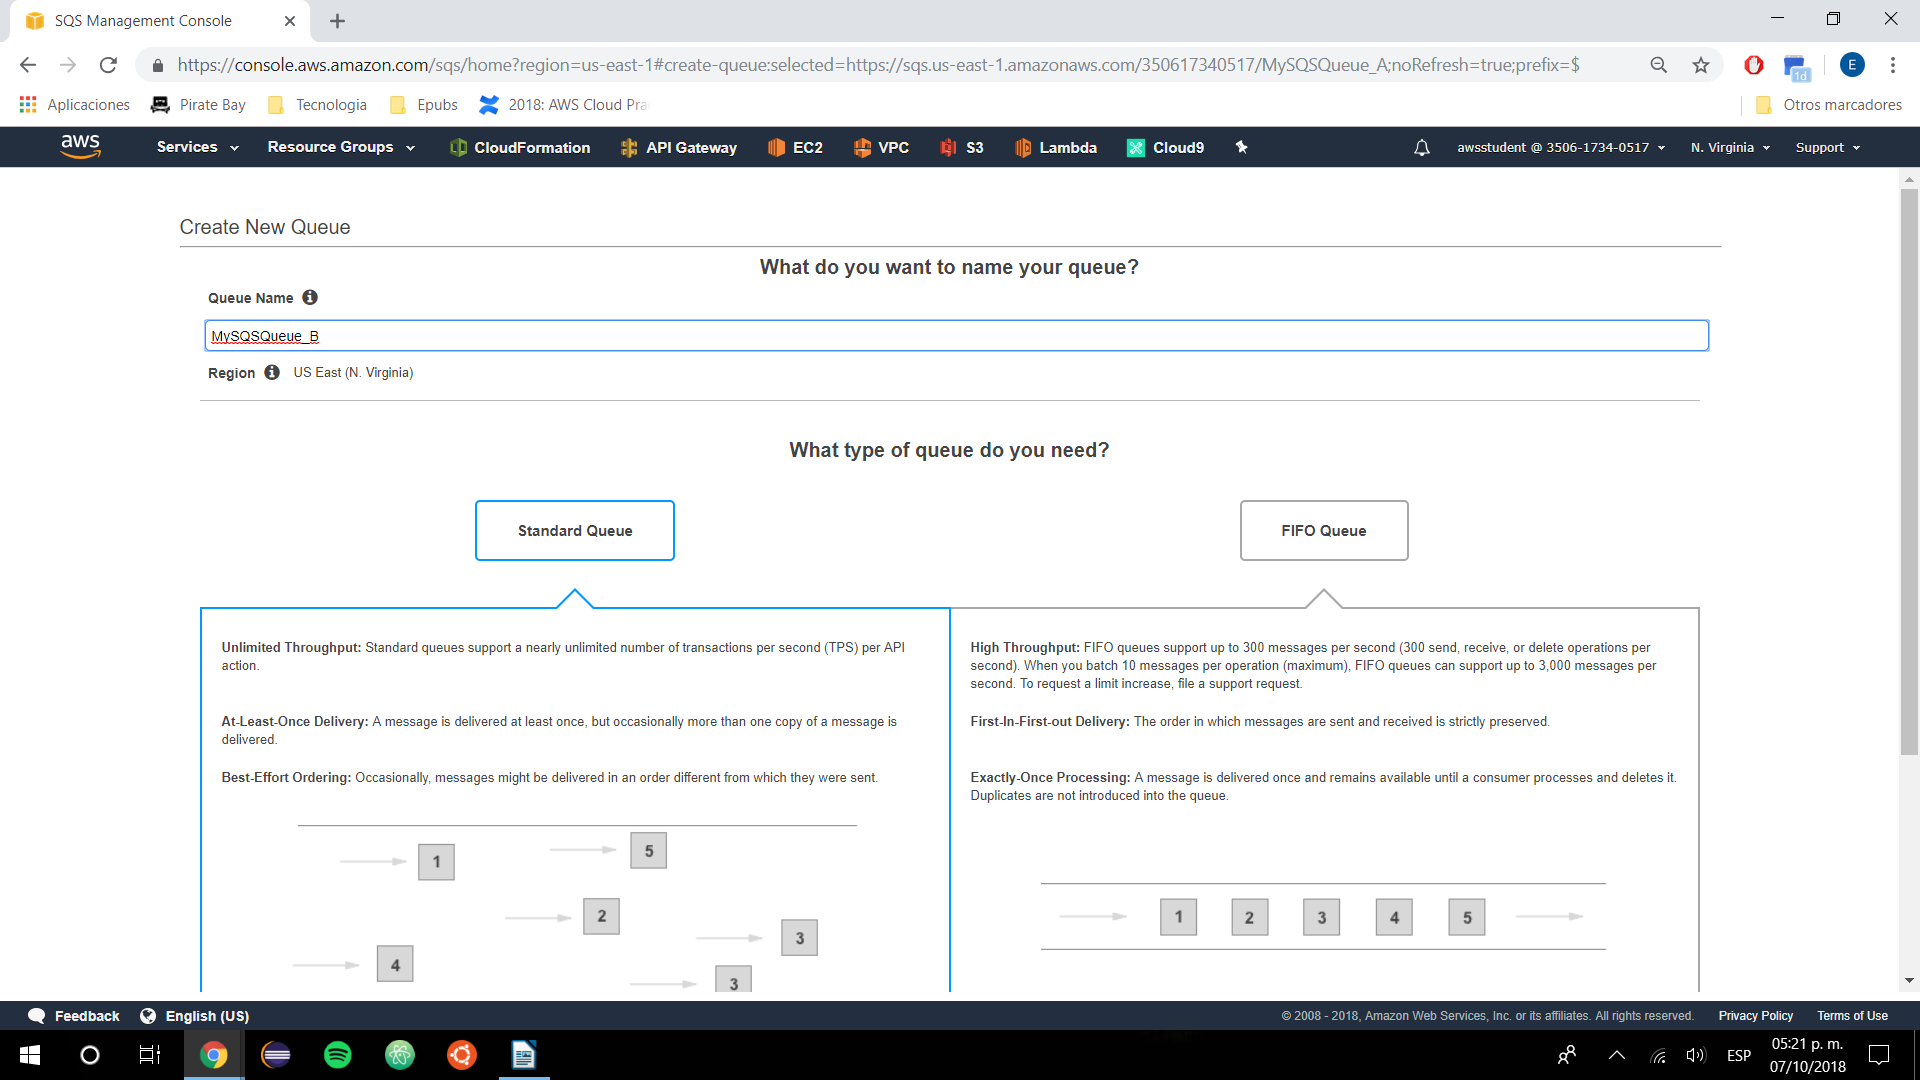 SQS Management Console
https://console.aws.amazon.com/sqs/home?region=us-east-1#create-queue:selected=https://sqs.us-east-1.amazonaws.com/350617340517/MySQSQueue_A;noRefresh=true;prefix=$
1d
E
Aplicaciones Pirate Bay Tecnologia Epubs 2018: AWS Cloud Pra Otros marcadores
aws Services Resource Groups CloudFormation API Gateway EC2 VPC S3 Lambda Cloud9 awsstudent @ 3506-1734-0517 N. Virginia Support
Create New Queue
What do you want to name your queue?
Queue Name
MySQSQueue_B
Region US East (N. Virginia)
What type of queue do you need?
Standard Queue
FIFO Queue
Unlimited Throughput: Standard queues support a nearly unlimited number of transactions per second (TPS) per API
action.
At-Least-Once Delivery: A message is delivered at least once, but occasionally more than one copy of a message is
delivered.
Best-Effort Ordering: Occasionally, messages might be delivered in an order different from which they were sent.
1
5
2
3
4
3
High Throughput: FIFO queues support up to 300 messages per second (300 send, receive, or delete operations per
second). When you batch 10 messages per operation (maximum), FIFO queues can support up to 3,000 messages per
second. To request a limit increase, file a support request.
First-In-First-out Delivery: The order in which messages are sent and received is strictly preserved.
Exactly-Once Processing: A message is delivered once and remains available until a consumer processes and deletes it.
Duplicates are not introduced into the queue.
1 2 3 4 5
Feedback English (US) © 2008 - 2018, Amazon Web Services, Inc. or its affiliates. All rights reserved. Privacy Policy Terms of Use
ESP
05:21 p. m.
07/10/2018